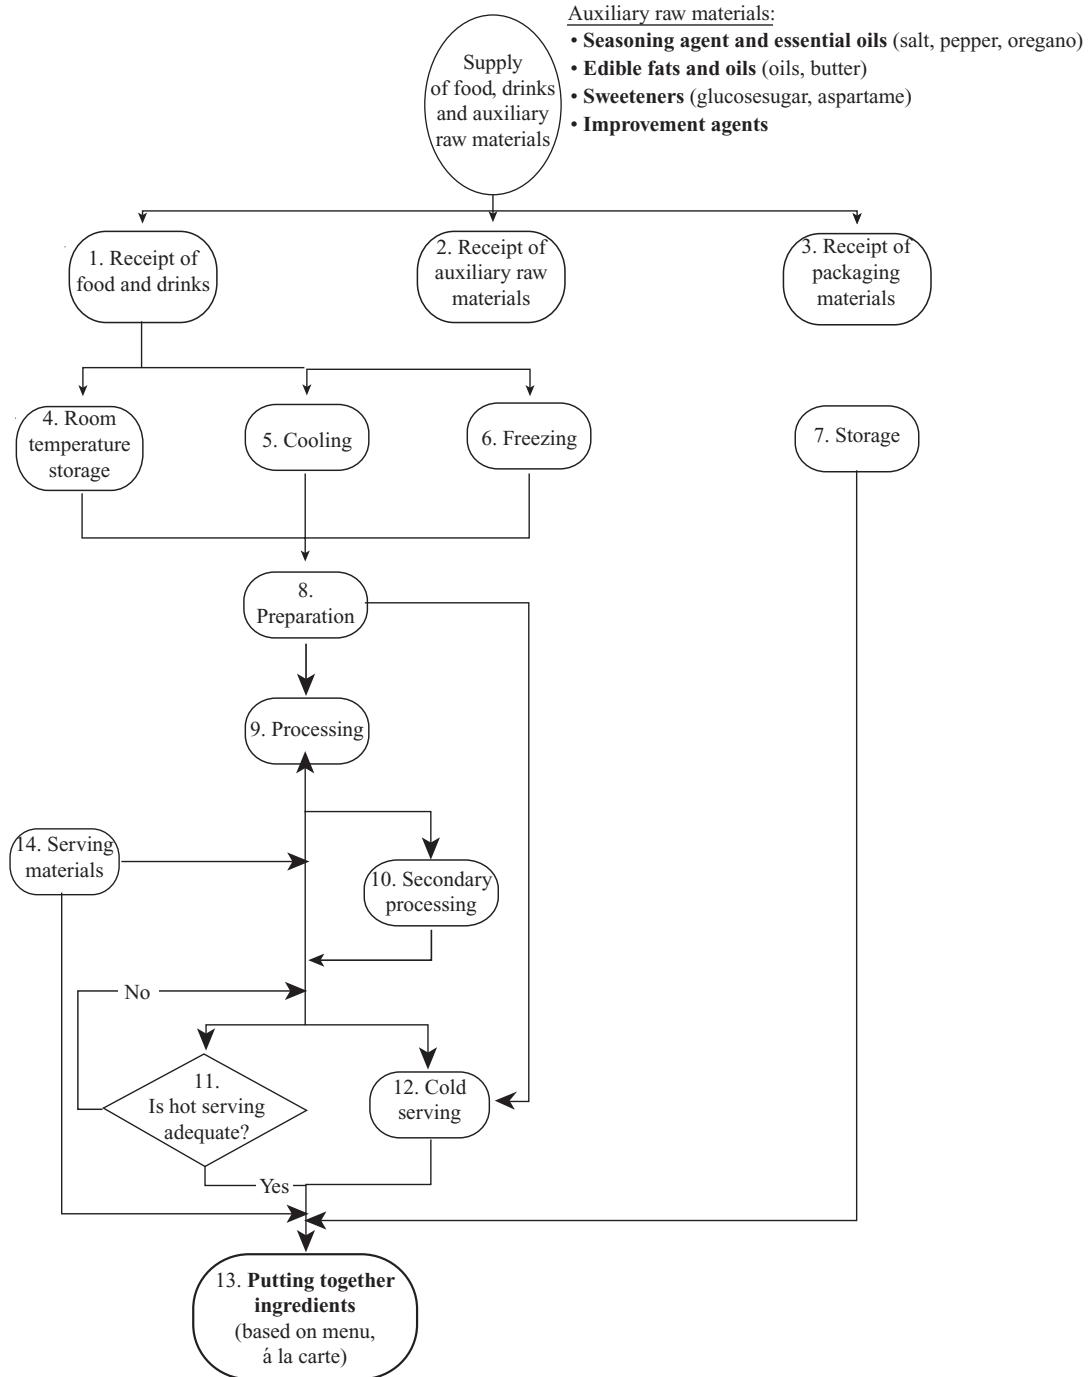 Auxiliary raw materials:
• Seasoning agent and essential oils (salt, pepper, oregano)
• Edible fats and oils (oils, butter)
• Sweeteners (glucosesugar, aspartame)
• Improvement agents
Supply
of food, drinks
and auxiliary
raw materials
1. Receipt of
food and drinks
2. Receipt of
auxiliary raw
materials
3. Receipt of
packaging
materials
4. Room
temperature
storage
5. Cooling
6. Freezing
7. Storage
8.
Preparation
9. Processing
14. Serving
materials
10. Secondary
processing
No
11.
Is hot serving
adequate?
12. Cold
serving
Yes
13. Putting together
ingredients
(based on menu,
á la carte)